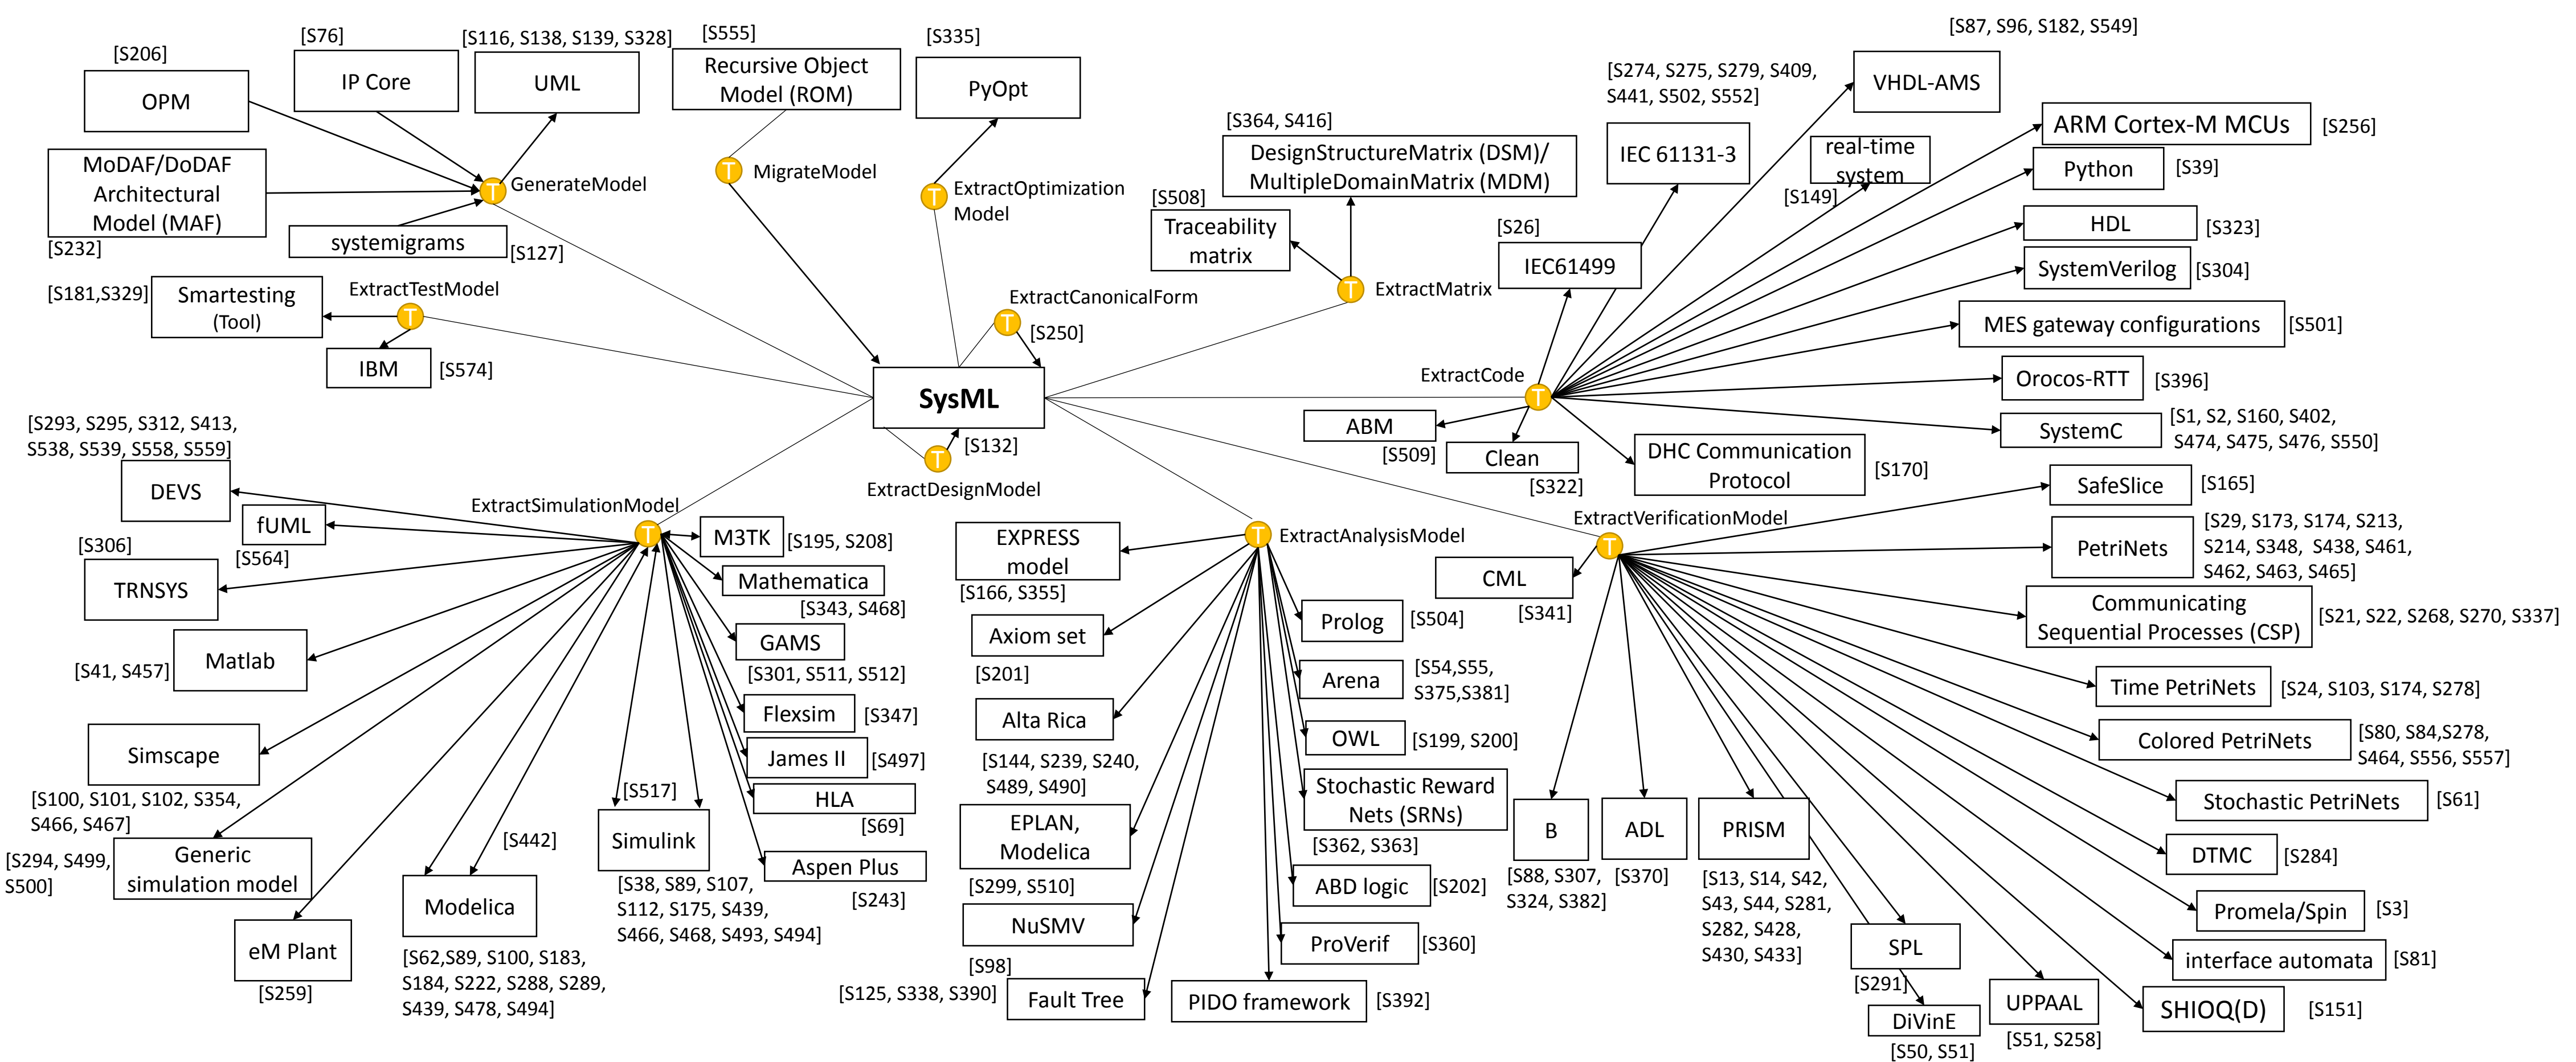 [S206]
OPM
[S76]
IP Core
[S116, S138, S139, S328]
UML
[S555]
Recursive Object
Model (ROM)
[S335]
PyOpt
MoDAF/DoDAF
Architectural
Model (MAF)
[S232]
GenerateModel
systemigrams
[S127]
MigrateModel
ExtractOptimization
Model
[S181,S329]
Smartesting
(Tool)
ExtractTestModel
IBM
[S574]
ExtractCanonicalForm
[S250]
SysML
[S132]
ExtractDesignModel
[S364, S416]
DesignStructureMatrix (DSM)/
MultipleDomainMatrix (MDM)
[S508]
Traceability
matrix
ExtractMatrix
[S87, S96, S182, S549]
VHDL-AMS
[S274, S275, S279, S409,
S441, S502, S552]
IEC 61131-3
[S26]
IEC61499
real-time
system
[S149]
ARM Cortex-M MCUs
[S256]
Python
[S39]
HDL
[S323]
SystemVerilog
[S304]
MES gateway configurations
[S501]
Orocos-RTT
[S396]
SystemC
[S1, S2, S160, S402,
S474, S475, S476, S550]
ExtractCode
ABM
[S509]
Clean
[S322]
DHC Communication
Protocol
[S170]
[S293, S295, S312, S413,
S538, S539, S558, S559]
DEVS
ExtractSimulationModel
fUML
[S564]
[S306]
TRNSYS
[S41, S457]
Matlab
Simscape
[S100, S101, S102, S354,
S466, S467]
[S294, S499,
S500]
Generic
simulation model
eM Plant
[S259]
[S442]
Modelica
[S62,S89, S100, S183,
S184, S222, S288, S289,
S439, S478, S494]
[S517]
Simulink
[S38, S89, S107,
S112, S175, S439,
S466, S468, S493, S494]
M3TK
[S195, S208]
Mathematica
[S343, S468]
GAMS
[S301, S511, S512]
Flexsim
[S347]
James II
[S497]
HLA
[S69]
Aspen Plus
[S243]
ExtractAnalysisModel
EXPRESS
model
[S166, S355]
Axiom set
[S201]
Alta Rica
[S144, S239, S240,
S489, S490]
EPLAN,
Modelica
[S299, S510]
NuSMV
[S98]
[S125, S338, S390]
Fault Tree
Prolog
[S504]
Arena
[S54,S55,
S375,S381]
OWL
[S199, S200]
Stochastic Reward
Nets (SRNs)
[S362, S363]
ABD logic
[S202]
ProVerif
[S360]
PIDO framework
[S392]
ExtractVerificationModel
CML
[S341]
SafeSlice
[S165]
PetriNets
[S29, S173, S174, S213,
S214, S348, S438, S461,
S462, S463, S465]
Communicating
Sequential Processes (CSP)
[S21, S22, S268, S270, S337]
Time PetriNets
[S24, S103, S174, S278]
Colored PetriNets
[S80, S84,S278,
S464, S556, S557]
Stochastic PetriNets
[S61]
DTMC
[S284]
Promela/Spin
[S3]
interface automata
[S81]
SHIOQ(D)
[S151]
B
[S88, S307,
S324, S382]
ADL
[S370]
PRISM
[S13, S14, S42,
S43, S44, S281,
S282, S428,
S430, S433]
SPL
[S291]
DiVinE
[S50, S51]
UPPAAL
[S51, S258]
T
T
T
T
T
T
T
T
T
T
T